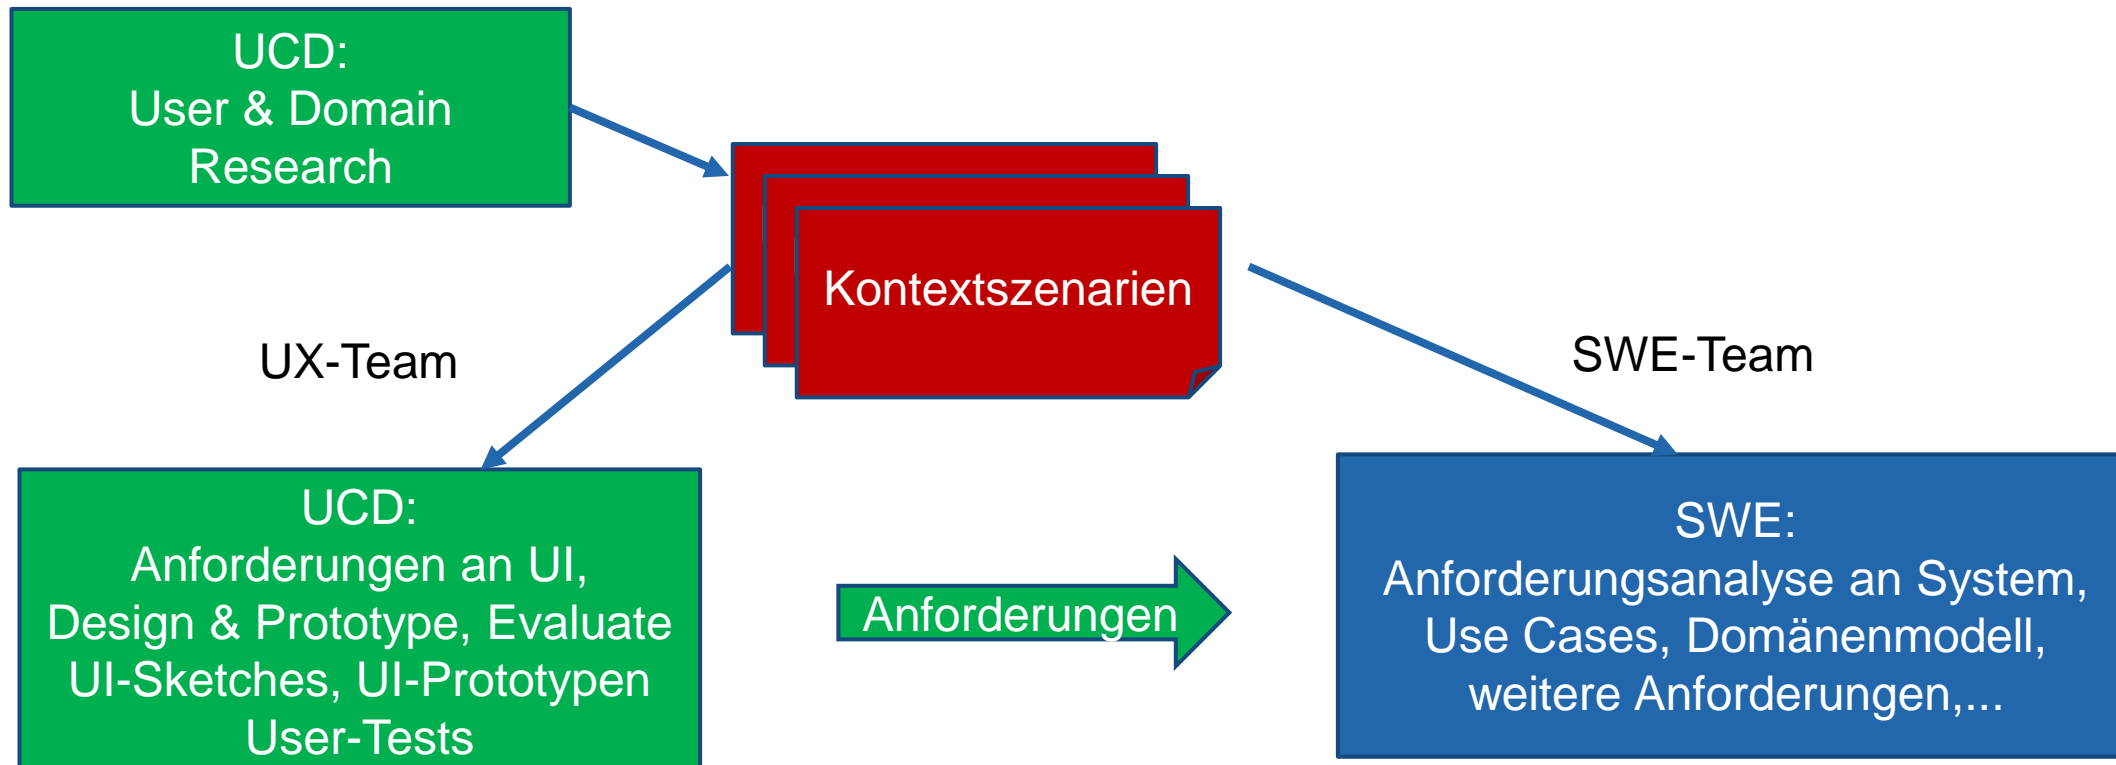 UCD:
User & Domain
Research
Kontextszenarien
UX-Team
SWE-Team
UCD:
Anforderungen an UI,
Design & Prototype, Evaluate
UI-Sketches, UI-Prototypen
User-Tests
Anforderungen
SWE:
Anforderungsanalyse an System,
Use Cases, Domänenmodell,
weitere Anforderungen,...